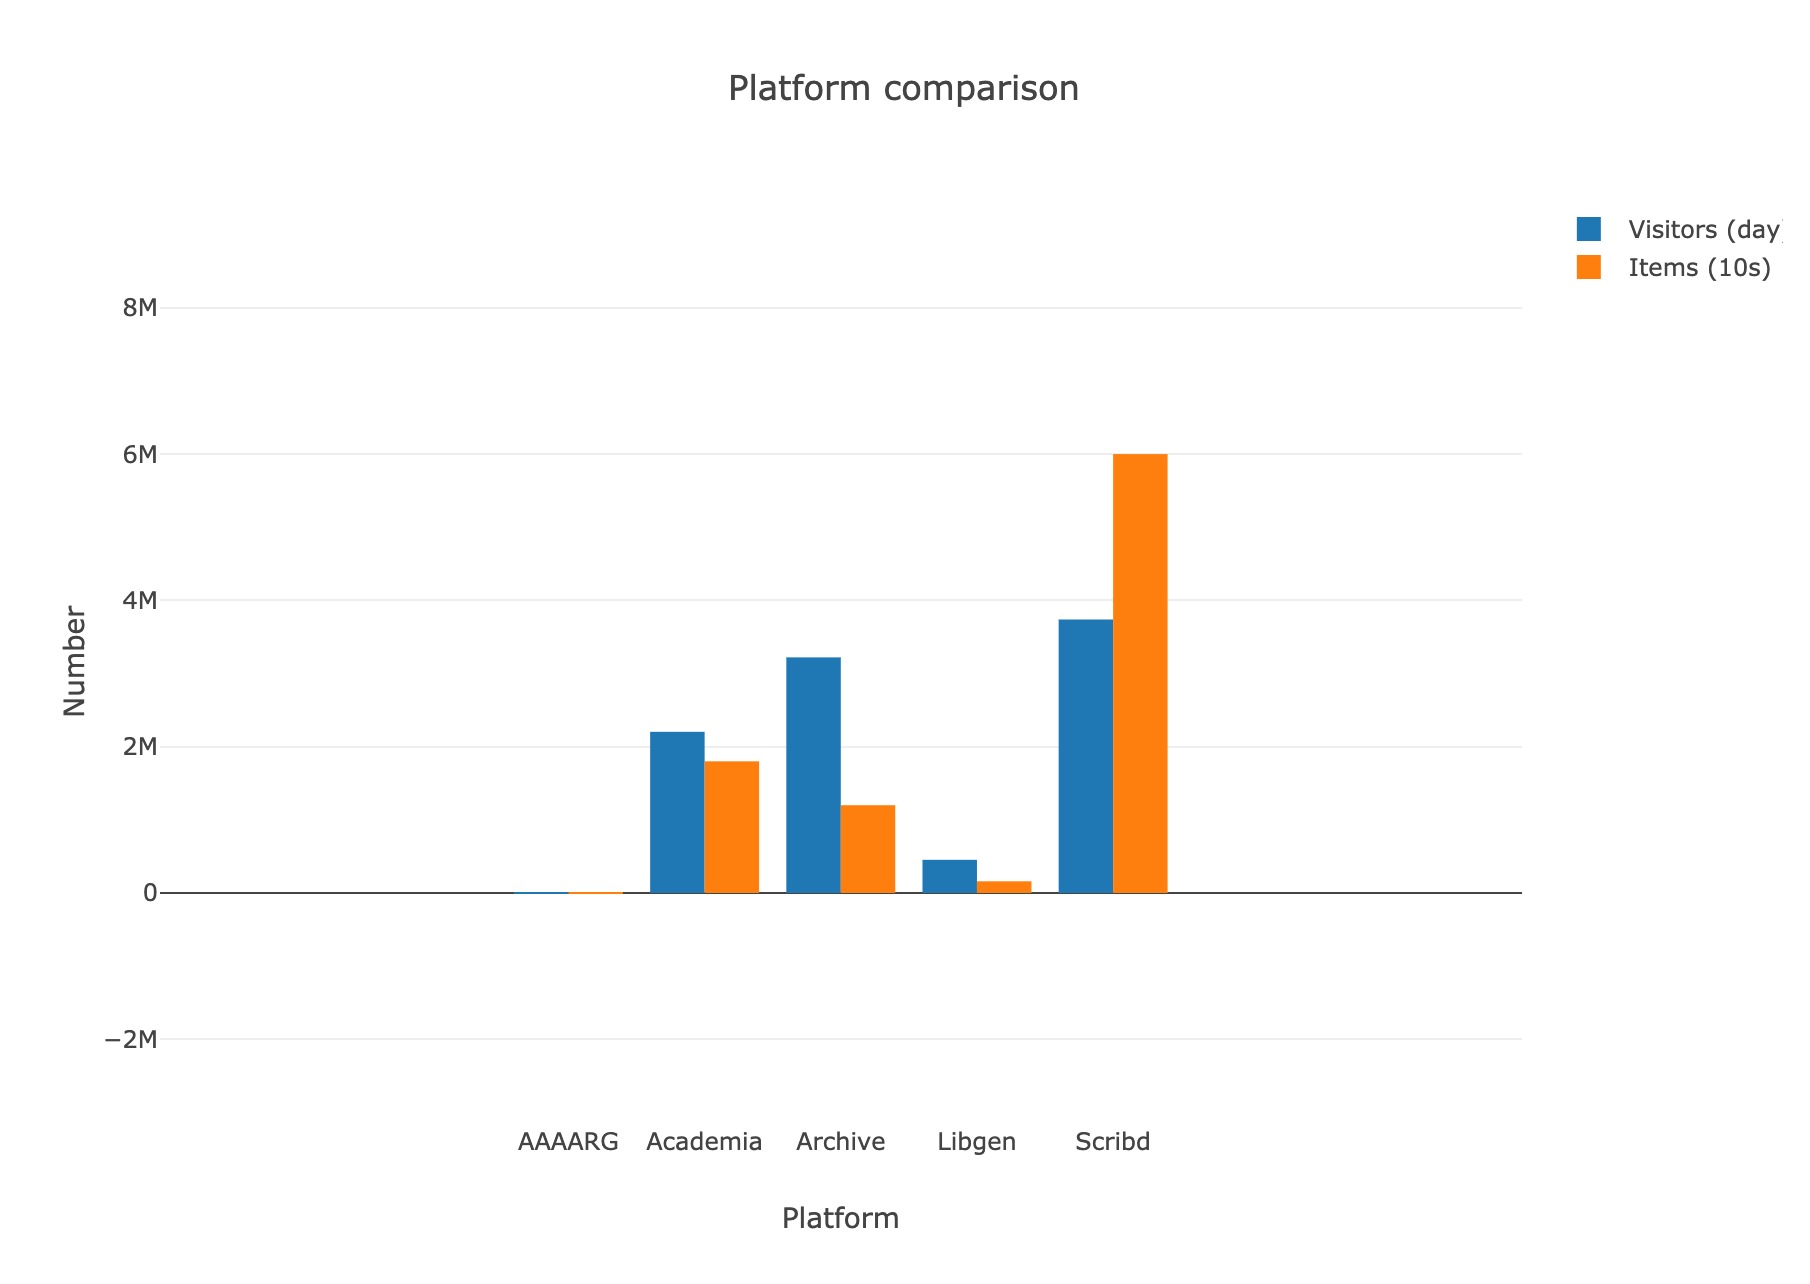 Platform comparison
Visitors (day)
Items (10s)
8M
6M
4M
2M
0
−2M
Number
AAAARG Academia Archive Libgen Scribd
Platform